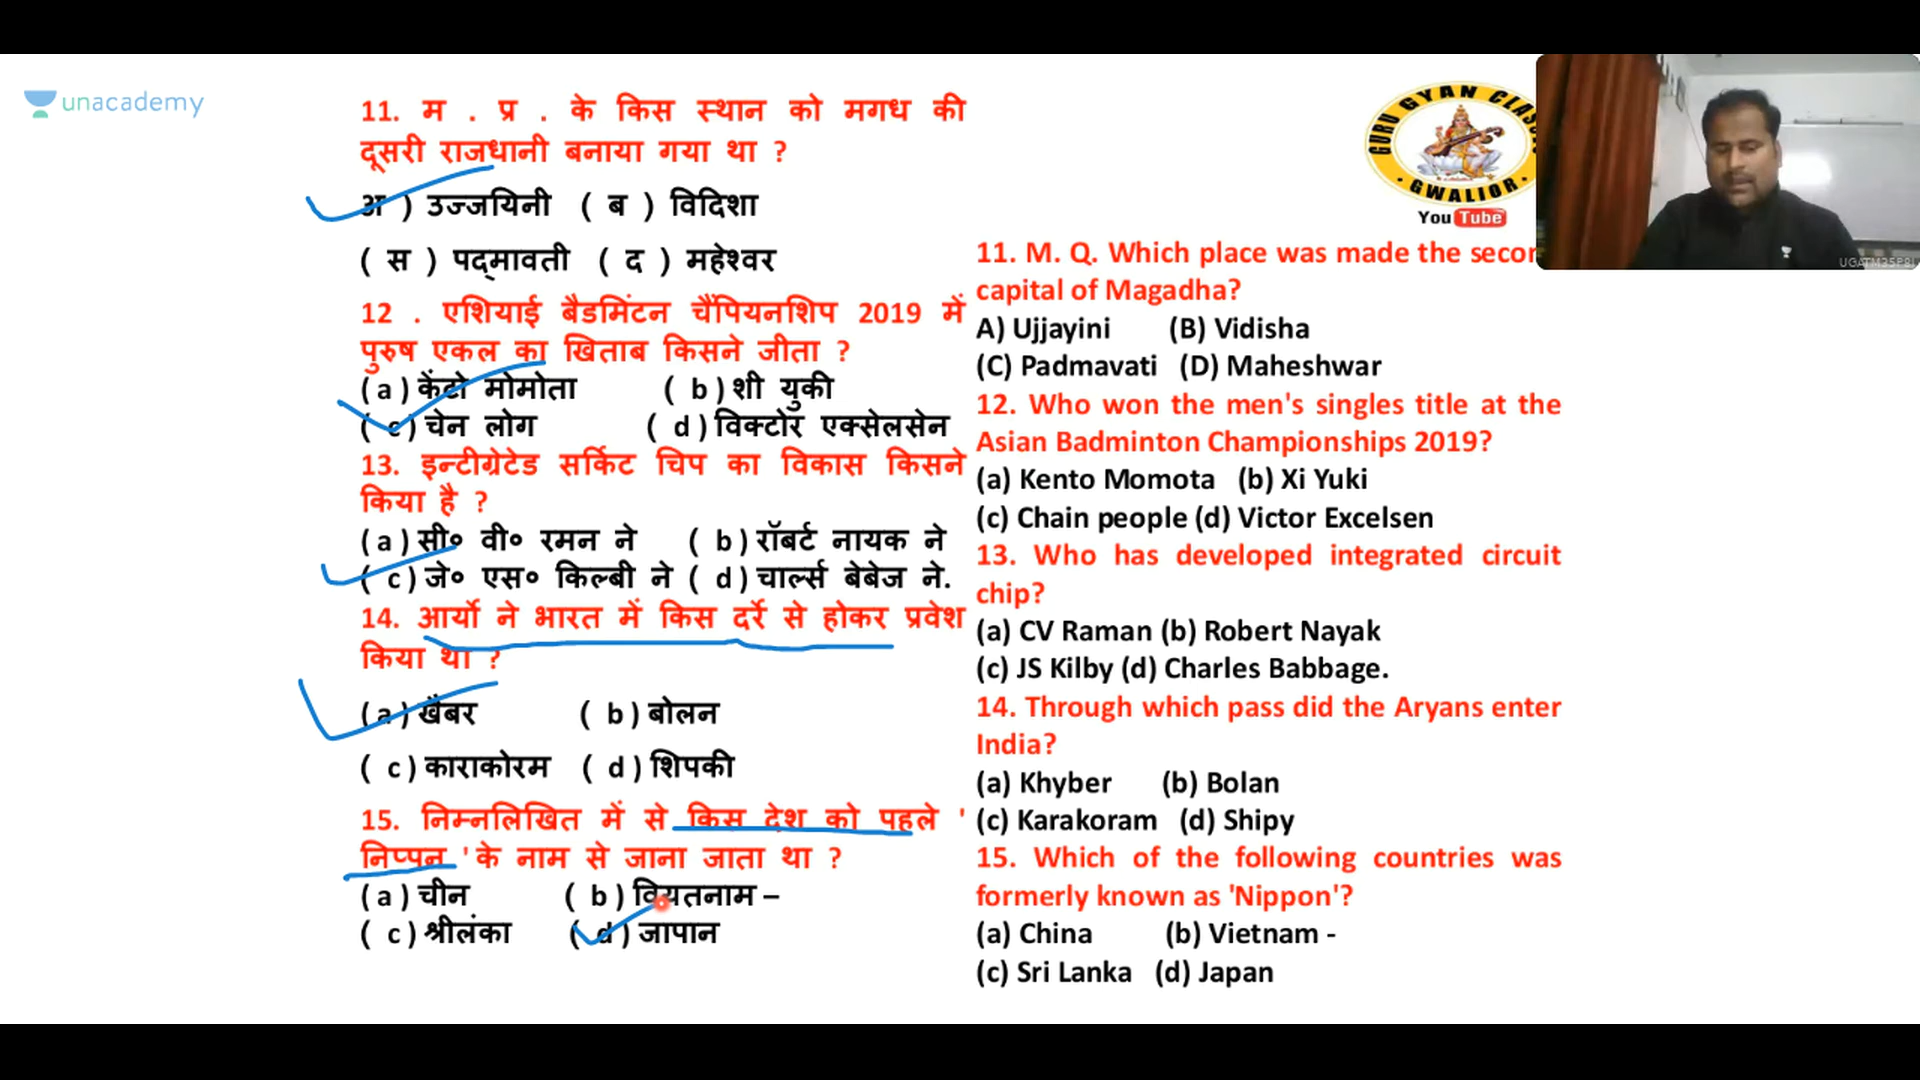 unacademy
11. म . प्र . के किस स्थान को मगध की
दूसरी राजधानी बनाया गया था ?
अ ) उज्जयिनी ( ब ) विदिशा
( स ) पद्मावती ( द ) महेश्वर
12 . एशियाई बैडमिंटन चैंपियनशिप 2019 में
पुरुष एकल का खिताब किसने जीता ?
(a) केंटो मोमोता ( b) शी युकी
( c) चेन लोग ( d) विक्टोर एक्सेलसेन
13. इन्टीग्रेटेड सर्किट चिप का विकास किसने
किया है ?
(a) सी० वी० रमन ने ( b) रॉबर्ट नायक ने
( c) जे० एस० किल्बी ने ( d) चार्ल्स बेबेज ने.
14. आर्यो ने भारत में किस दर्रे से होकर प्रवेश
किया था ?
(a) खैबर ( b) बोलन
( c) काराकोरम ( d) शिपकी
15. निम्नलिखित में से किस देश को पहले '
निप्पन ' के नाम से जाना जाता था ?
(a) चीन ( b) वियतनाम –
( c) श्रीलंका ( d) जापान
GURU GYAN CLASS
• GWALIOR •
YouTube
11. M. Q. Which place was made the secon
capital of Magadha?
A) Ujjayini (B) Vidisha
(C) Padmavati (D) Maheshwar
12. Who won the men's singles title at the
Asian Badminton Championships 2019?
(a) Kento Momota (b) Xi Yuki
(c) Chain people (d) Victor Excelsen
13. Who has developed integrated circuit
chip?
(a) CV Raman (b) Robert Nayak
(c) JS Kilby (d) Charles Babbage.
14. Through which pass did the Aryans enter
India?
(a) Khyber (b) Bolan
(c) Karakoram (d) Shipy
15. Which of the following countries was
formerly known as 'Nippon'?
(a) China (b) Vietnam -
(c) Sri Lanka (d) Japan